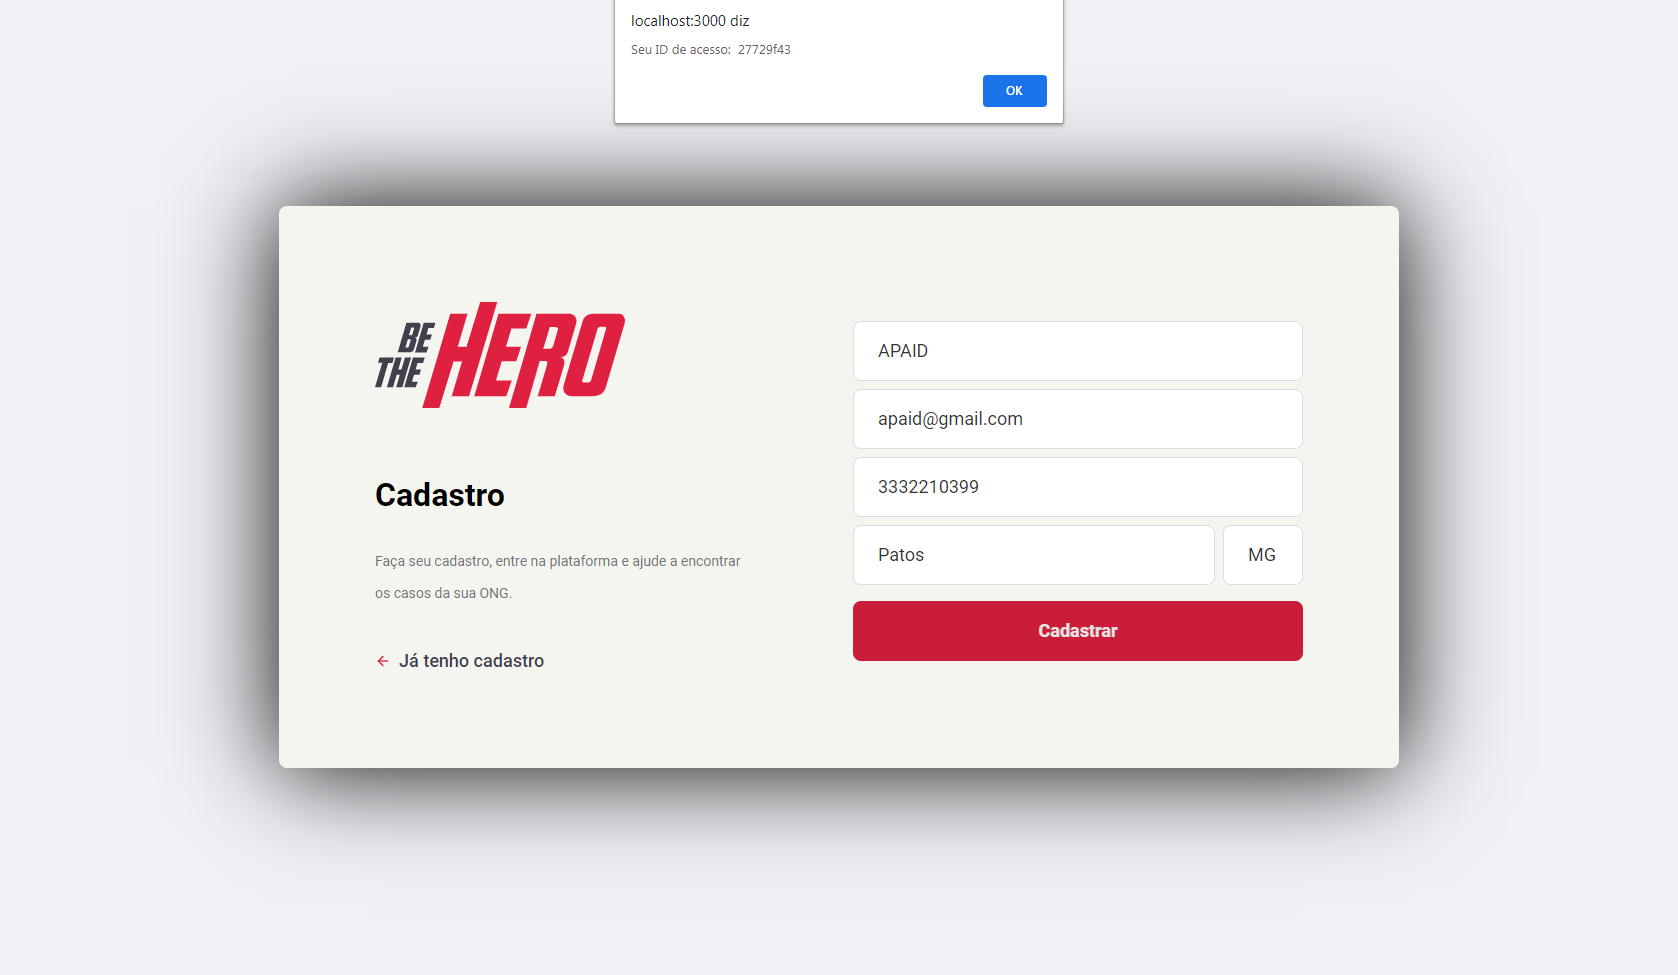 localhost:3000 diz
Seu ID de acesso: 27729f43
OK
BE
THE
HERO
Cadastro
Faça seu cadastro, entre na plataforma e ajude a encontrar
os casos da sua ONG.
Já tenho cadastro
APAID
apaid@gmail.com
3332210399
Patos
MG
Cadastrar